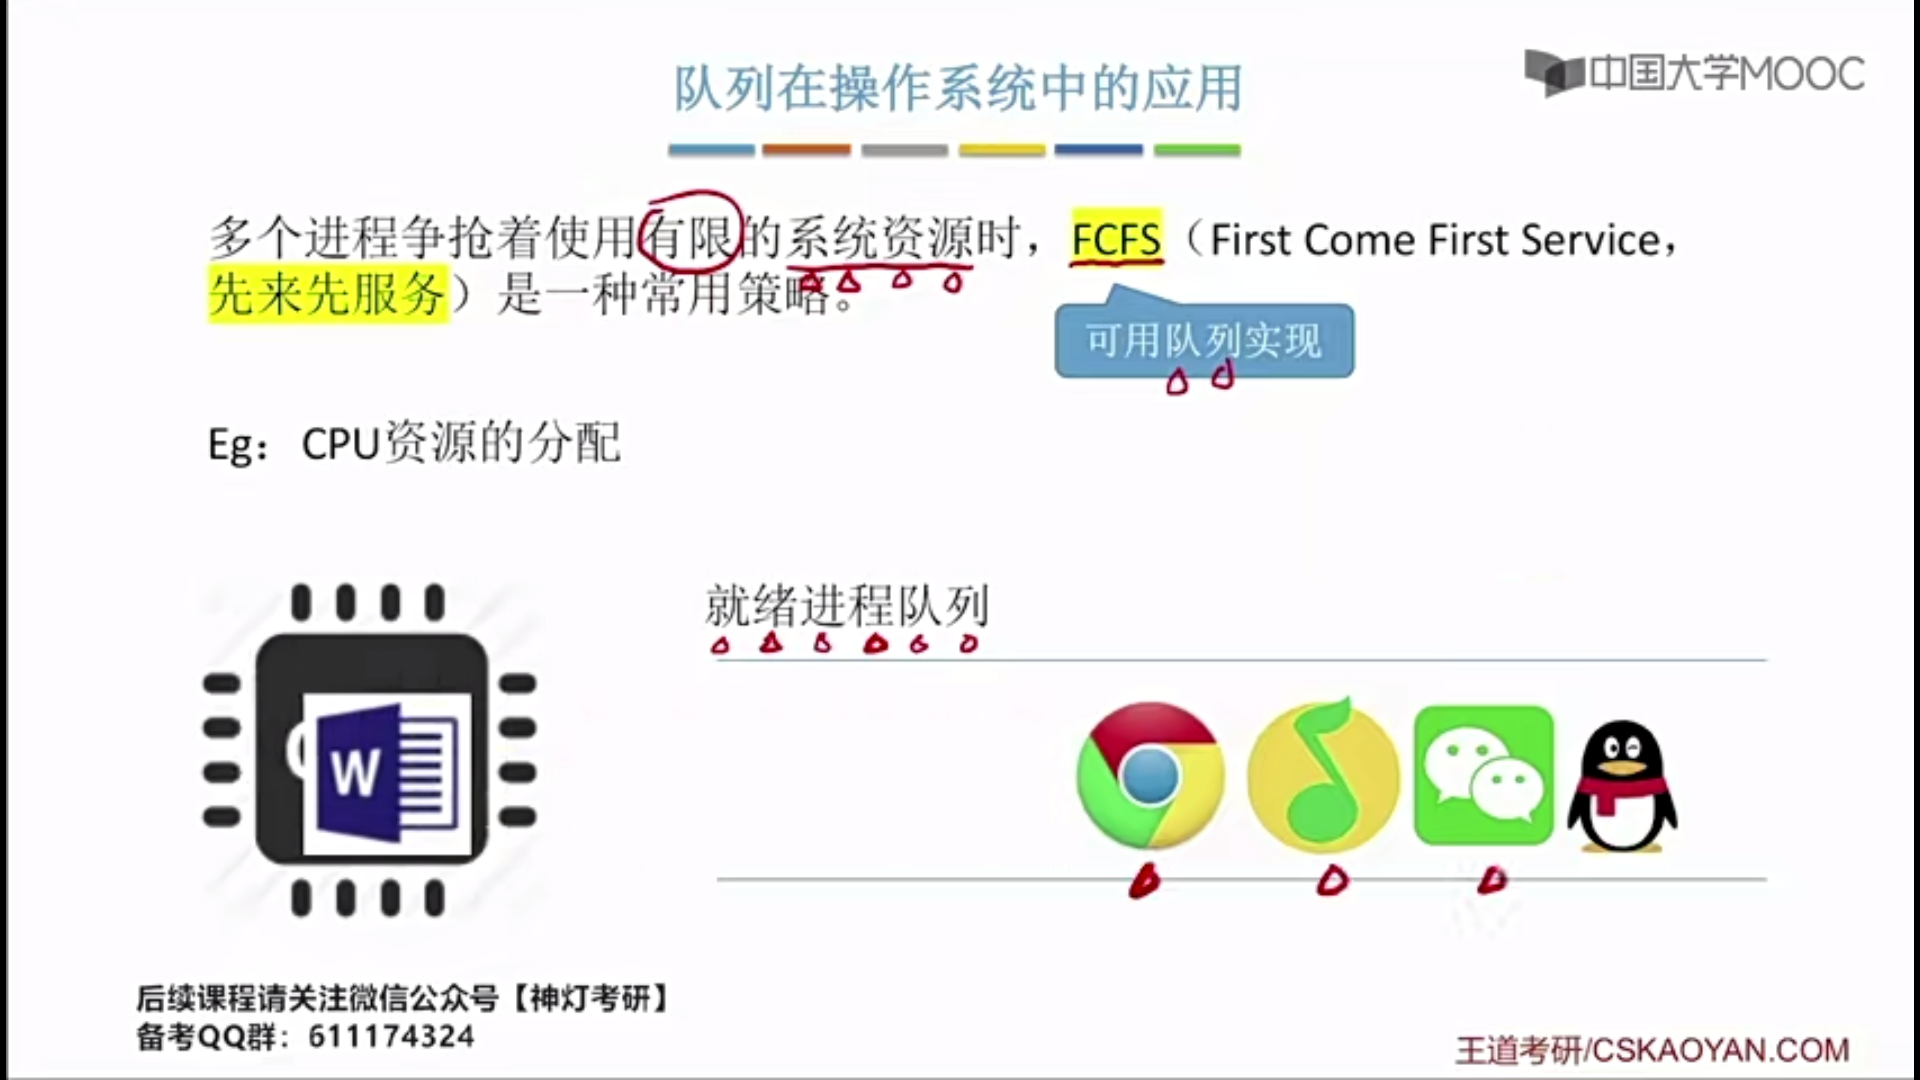 队列在操作系统中的应用
中国大学MOOC
多个进程争抢着使用有限的系统资源时，FCFS（First Come First Service，
先来先服务）是一种常用策略。
可用队列实现
Eg：CPU资源的分配
就绪进程队列
W
后续课程请关注微信公众号【神灯考研】
备考QQ群：611174324
王道考研/CSKAOYAN.COM